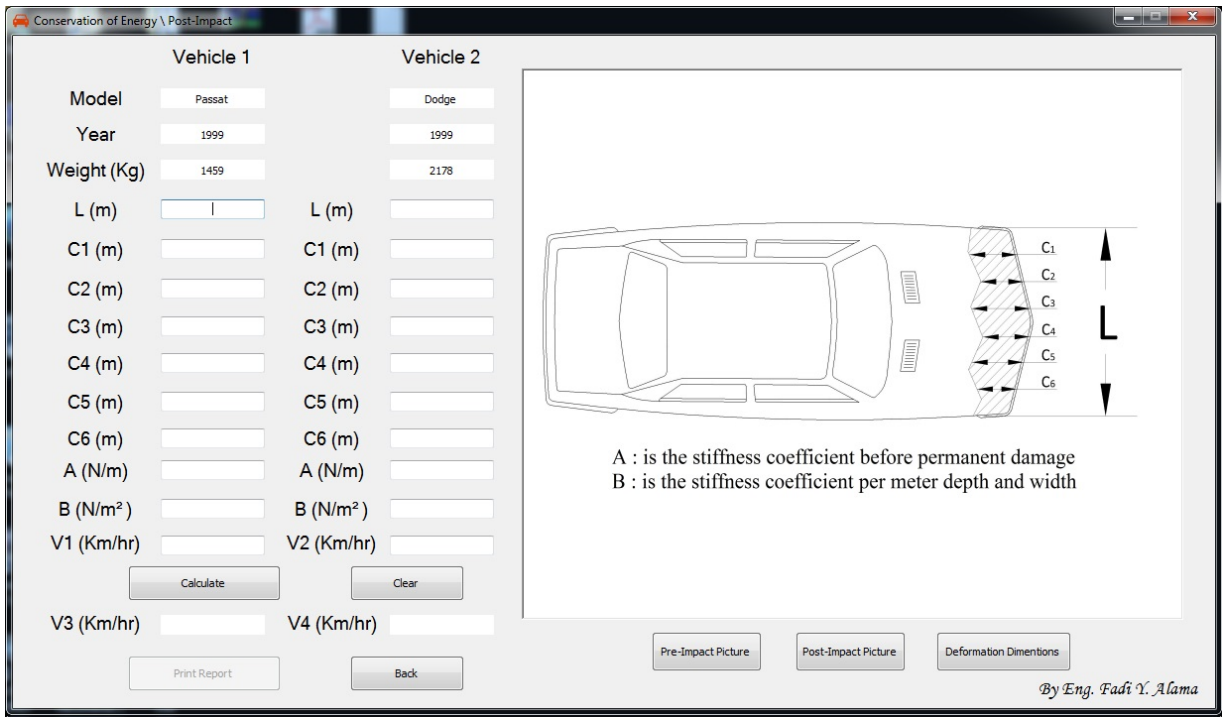 Conservation of Energy \ Post-Impact
Vehicle 1 Vehicle 2
Model Passat Dodge
Year 1999 1999
Weight (Kg) 1459 2178
L (m) L (m)
C1 (m) C1 (m)
C2 (m) C2 (m)
C3 (m) C3 (m)
C4 (m) C4 (m)
C5 (m) C5 (m)
C6 (m) C6 (m)
A (N/m) A (N/m)
B (N/m²) B (N/m²)
V1 (Km/hr) V2 (Km/hr)
Calculate Clear
V3 (Km/hr) V4 (Km/hr)
Print Report Back
C1
C2
C3
C4
C5
C6
L
A : is the stiffness coefficient before permanent damage
B : is the stiffness coefficient per meter depth and width
Pre-Impact Picture Post-Impact Picture Deformation Dimentions
By Eng. Fadi Y. Alama